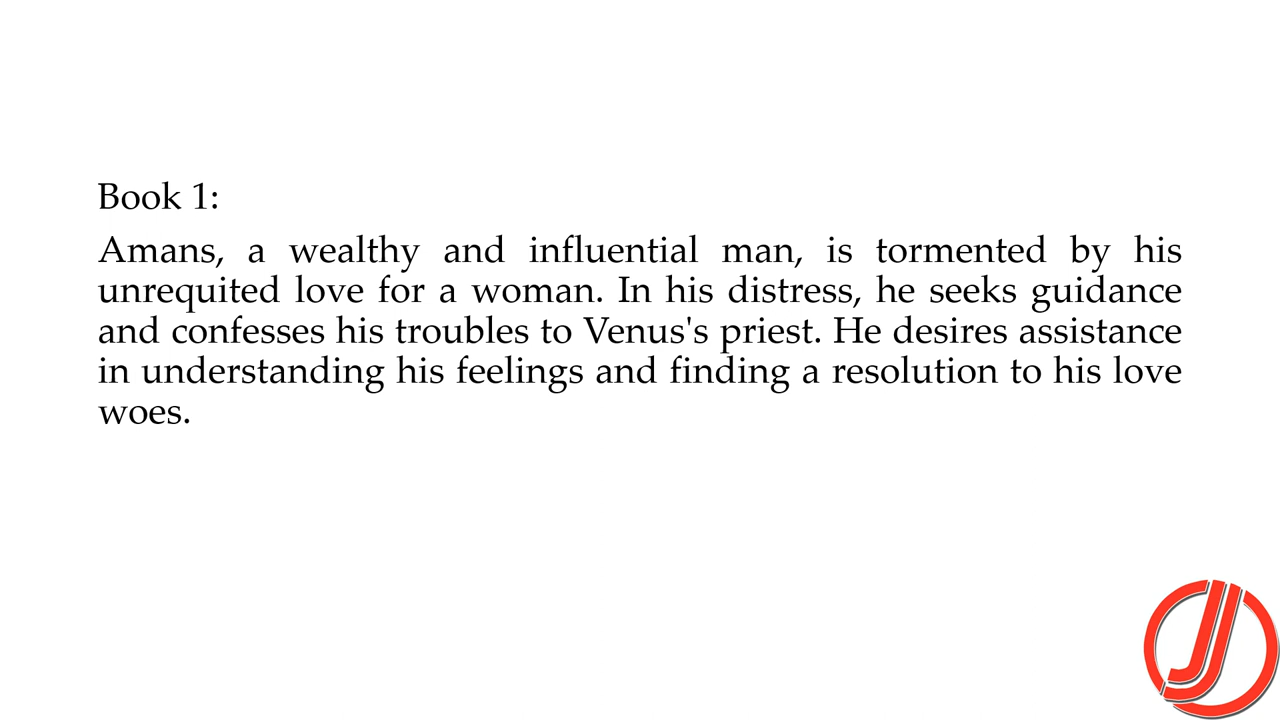 Book 1:
Amans, a wealthy and influential man, is tormented by his
unrequited love for a woman. In his distress, he seeks guidance
and confesses his troubles to Venus's priest. He desires assistance
in understanding his feelings and finding a resolution to his love
woes.